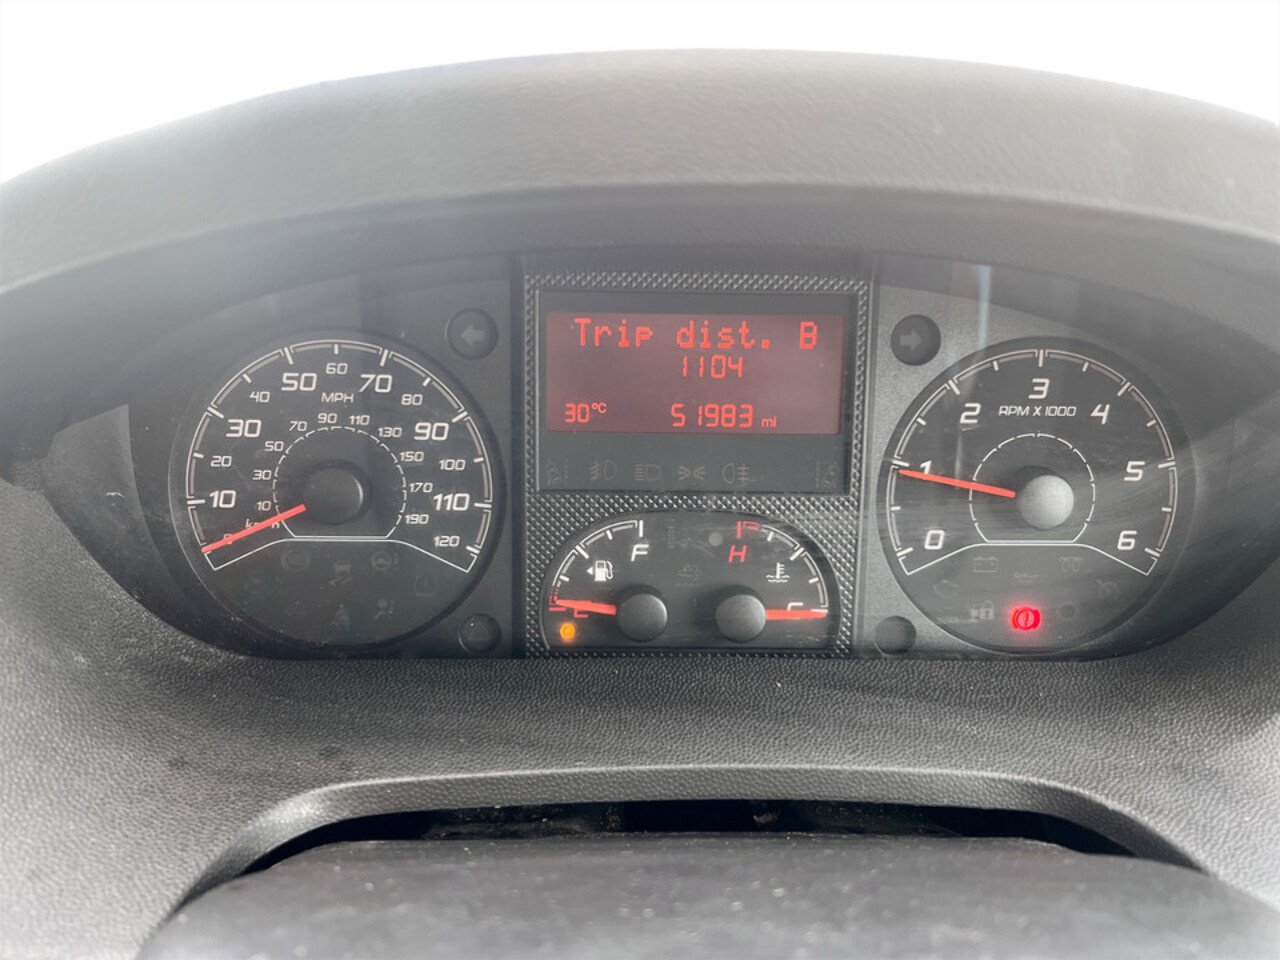 Trip dist. B
1104
30°C 51983 mi
0 10 20 30 40 50 60 70 80 90 100 110 120
MPH
10 30 50 70 90 110 130 150 170 190
km/h
F
E
H
C
0 1 2 3 4 5 6
RPM X 1000